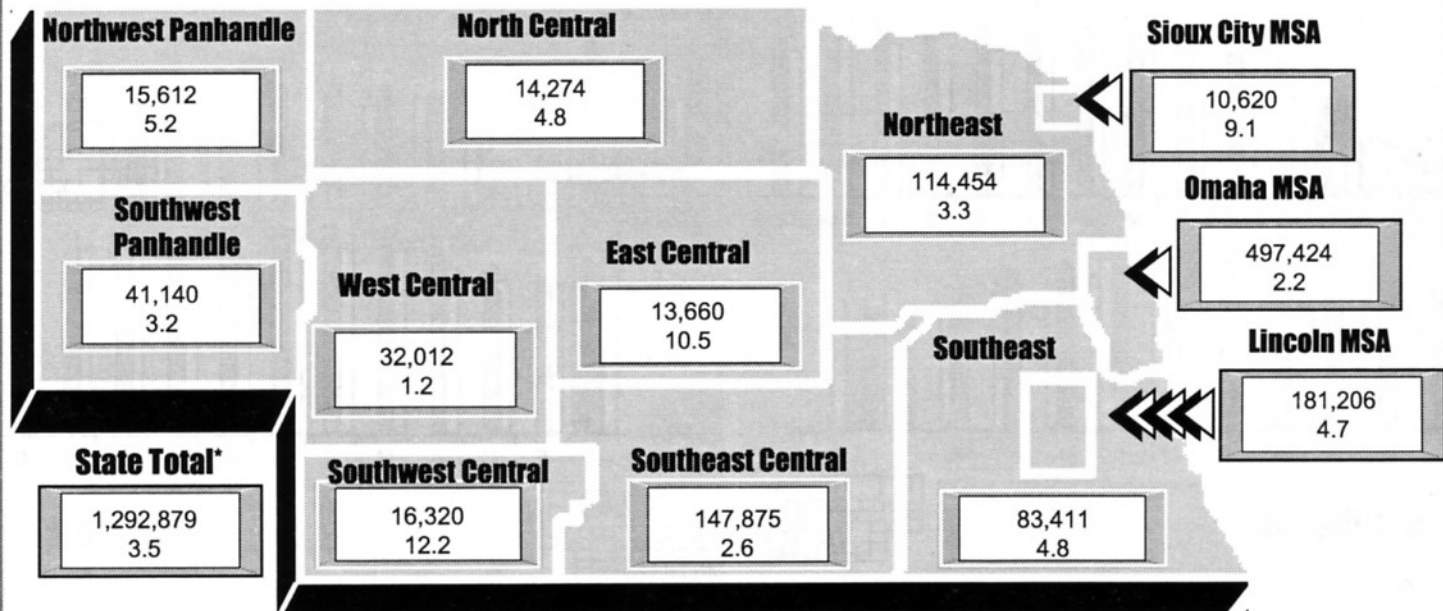 Northwest Panhandle
15,612
5.2
North Central
14,274
4.8
Sioux City MSA
10,620
9.1
Northeast
114,454
3.3
Omaha MSA
497,424
2.2
Southwest
Panhandle
41,140
3.2
West Central
32,012
1.2
East Central
13,660
10.5
Southeast
83,411
4.8
Lincoln MSA
181,206
4.7
State Total*
1,292,879
3.5
Southwest Central
16,320
12.2
Southeast Central
147,875
2.6